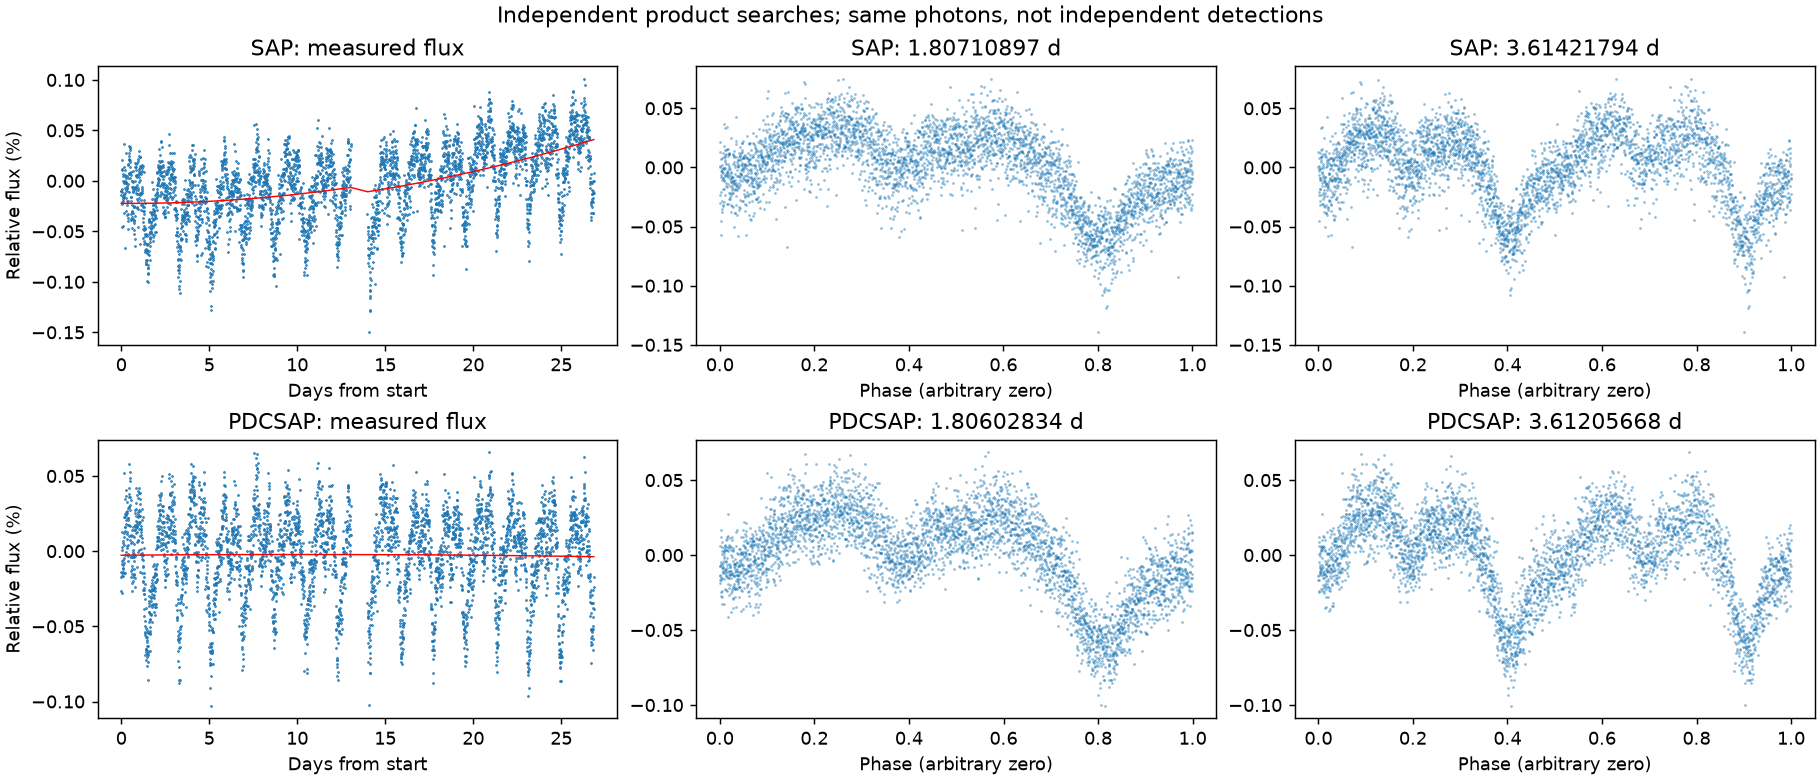 Independent product searches; same photons, not independent detections
SAP: measured flux
SAP: 1.80710897 d
SAP: 3.61421794 d
Relative flux (%)
0.10
0.05
0.00
−0.05
−0.10
−0.15
0 5 10 15 20 25
Days from start
0.05
0.00
−0.05
−0.10
−0.15
0.0 0.2 0.4 0.6 0.8 1.0
Phase (arbitrary zero)
0.05
0.00
−0.05
−0.10
−0.15
0.0 0.2 0.4 0.6 0.8 1.0
Phase (arbitrary zero)
PDCSAP: measured flux
PDCSAP: 1.80602834 d
PDCSAP: 3.61205668 d
Relative flux (%)
0.05
0.00
−0.05
−0.10
0 5 10 15 20 25
Days from start
0.05
0.00
−0.05
−0.10
0.0 0.2 0.4 0.6 0.8 1.0
Phase (arbitrary zero)
0.05
0.00
−0.05
−0.10
0.0 0.2 0.4 0.6 0.8 1.0
Phase (arbitrary zero)